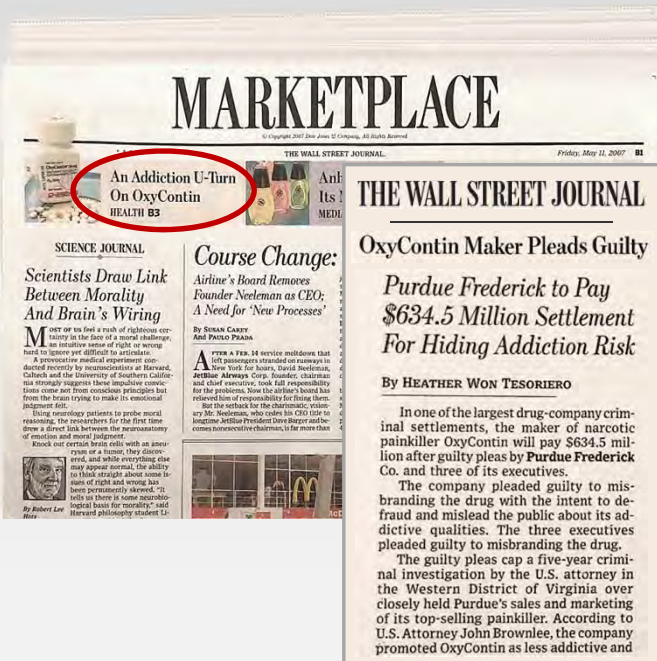 MARKETPLACE
© Copyright 2007 Dow Jones & Company, All Rights Reserved
THE WALL STREET JOURNAL.
Friday, May 11, 2007 B1
An Addiction U-Turn
On OxyContin
HEALTH B3
Anh
Its
MEDI
SCIENCE JOURNAL
Scientists Draw Link
Between Morality
And Brain's Wiring
MOST OF US feel a rush of righteous cer-
tainty in the face of a moral challenge,
an intuitive sense of right or wrong
hard to ignore yet difficult to articulate.
A provocative medical experiment con-
ducted recently by neuroscientists at Harvard,
Caltech and the University of Southern Califor-
nia strongly suggests these impulsive convic-
tions come not from conscious principles but
from the brain trying to make its emotional
judgment felt.
Using neurology patients to probe moral
reasoning, the researchers for the first time
drew a direct link between the neuroanatomy
of emotion and moral judgment.
Knock out certain brain cells with an aneu-
rysm or a tumor, they discov-
ered, and while everything else
may appear normal, the ability
to think straight about some is-
sues of right and wrong has
been permanently skewed. "It
tells us there is some neurobio-
logical basis for morality," said
Harvard philosophy student Li-
By Robert Lee
Hotz
Course Change:
Airline's Board Removes
Founder Neeleman as CEO;
A Need for 'New Processes'
By SUSAN CAREY
And PAULO PRADA
AFTER A FEB. 14 service meltdown that
left passengers stranded on runways in
New York for hours, David Neeleman,
JetBlue Airways Corp. founder, chairman
and chief executive, took full responsibility
for the problems. Now the airline's board has
relieved him of responsibility for fixing them.
But the setback for the charismatic, vision-
ary Mr. Neeleman, who cedes his CEO title to
longtime JetBlue President Dave Barger and be-
comes nonexecutive chairman, is far more than
THE WALL STREET JOURNAL
OxyContin Maker Pleads Guilty
Purdue Frederick to Pay
$634.5 Million Settlement
For Hiding Addiction Risk
By HEATHER WON TESORIERO
In one of the largest drug-company crim-
inal settlements, the maker of narcotic
painkiller OxyContin will pay $634.5 mil-
lion after guilty pleas by Purdue Frederick
Co. and three of its executives.
The company pleaded guilty to mis-
branding the drug with the intent to de-
fraud and mislead the public about its ad-
dictive qualities. The three executives
pleaded guilty to misbranding the drug.
The guilty pleas cap a five-year crimi-
nal investigation by the U.S. attorney in
the Western District of Virginia over
closely held Purdue's sales and marketing
of its top-selling painkiller. According to
U.S. Attorney John Brownlee, the company
promoted OxyContin as less addictive and